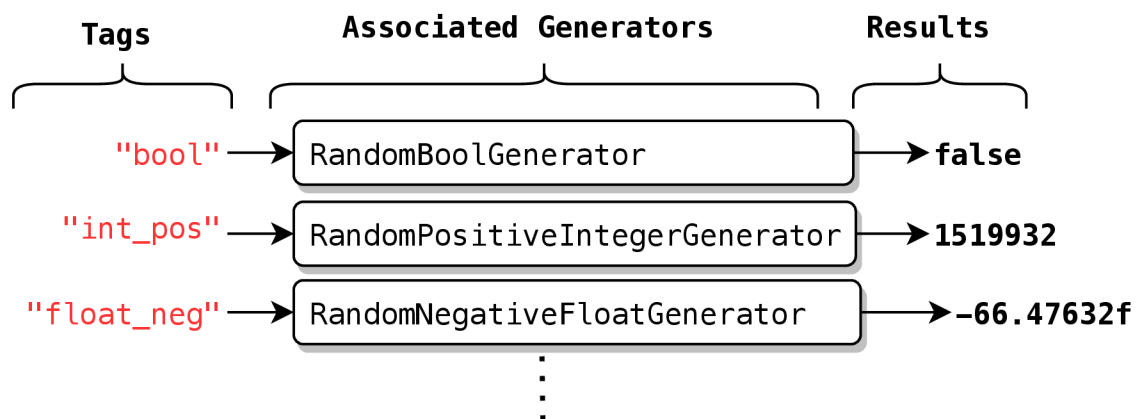 Tags Associated Generators Results
"bool" RandomBoolGenerator false
"int_pos" RandomPositiveIntegerGenerator 1519932
"float_neg" RandomNegativeFloatGenerator -66.47632f